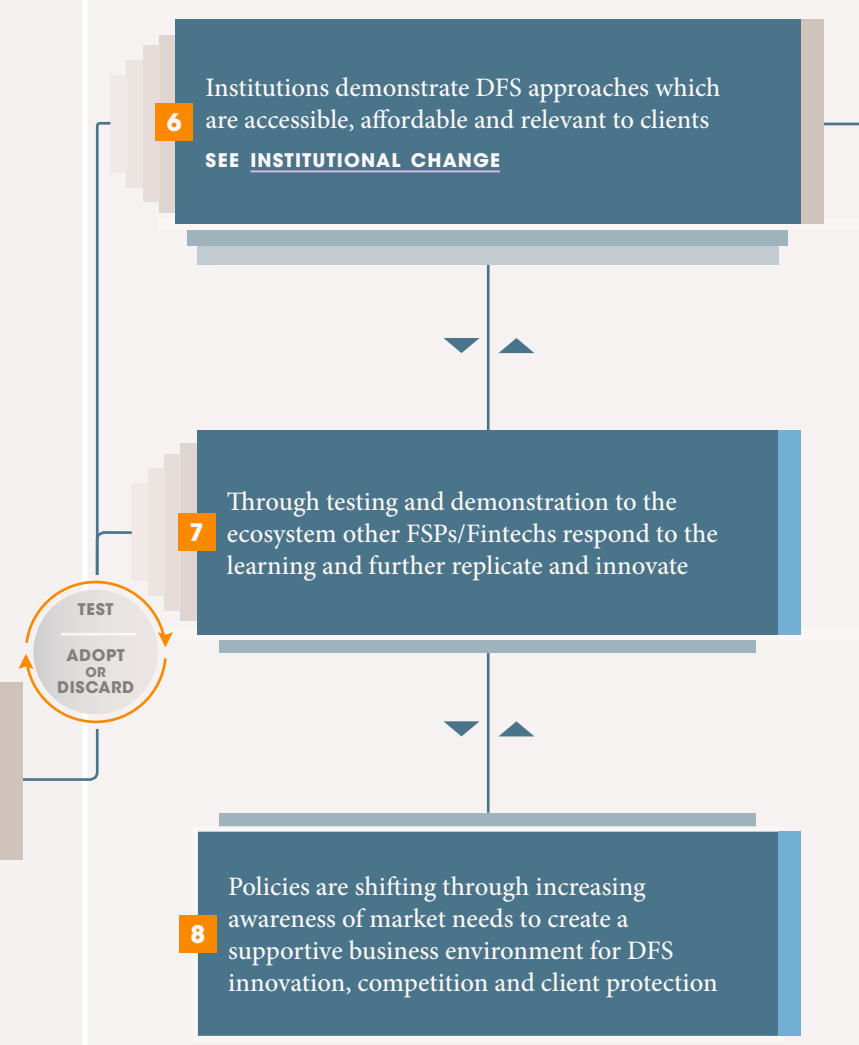 6
Institutions demonstrate DFS approaches which
are accessible, affordable and relevant to clients
SEE INSTITUTIONAL CHANGE
7
Through testing and demonstration to the
ecosystem other FSPs/Fintechs respond to the
learning and further replicate and innovate
TEST
ADOPT
OR
DISCARD
8
Policies are shifting through increasing
awareness of market needs to create a
supportive business environment for DFS
innovation, competition and client protection